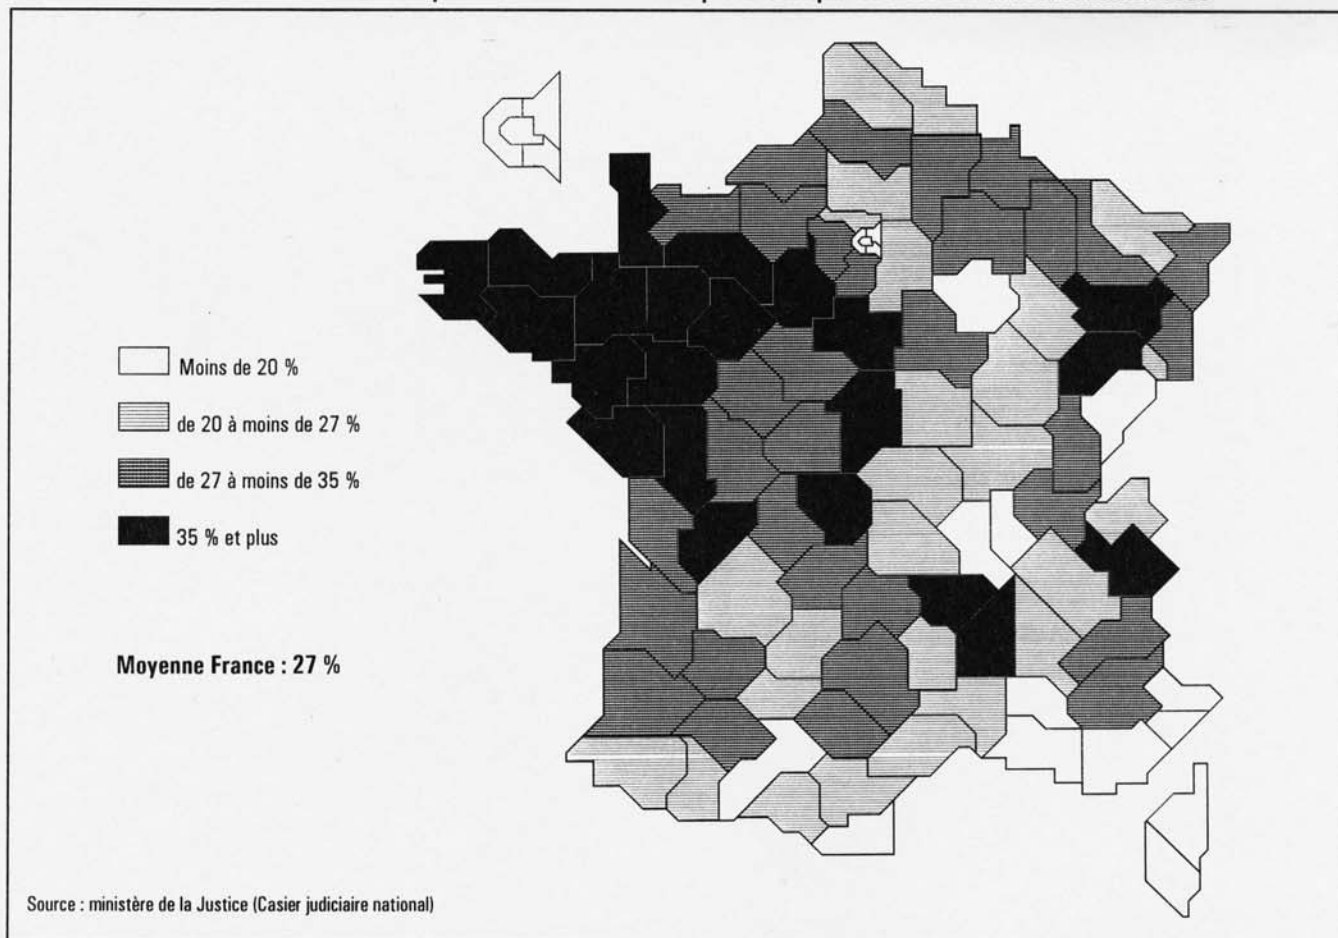 Moins de 20 %
de 20 à moins de 27 %
de 27 à moins de 35 %
35 % et plus
Moyenne France : 27 %
Source : ministère de la Justice (Casier judiciaire national)